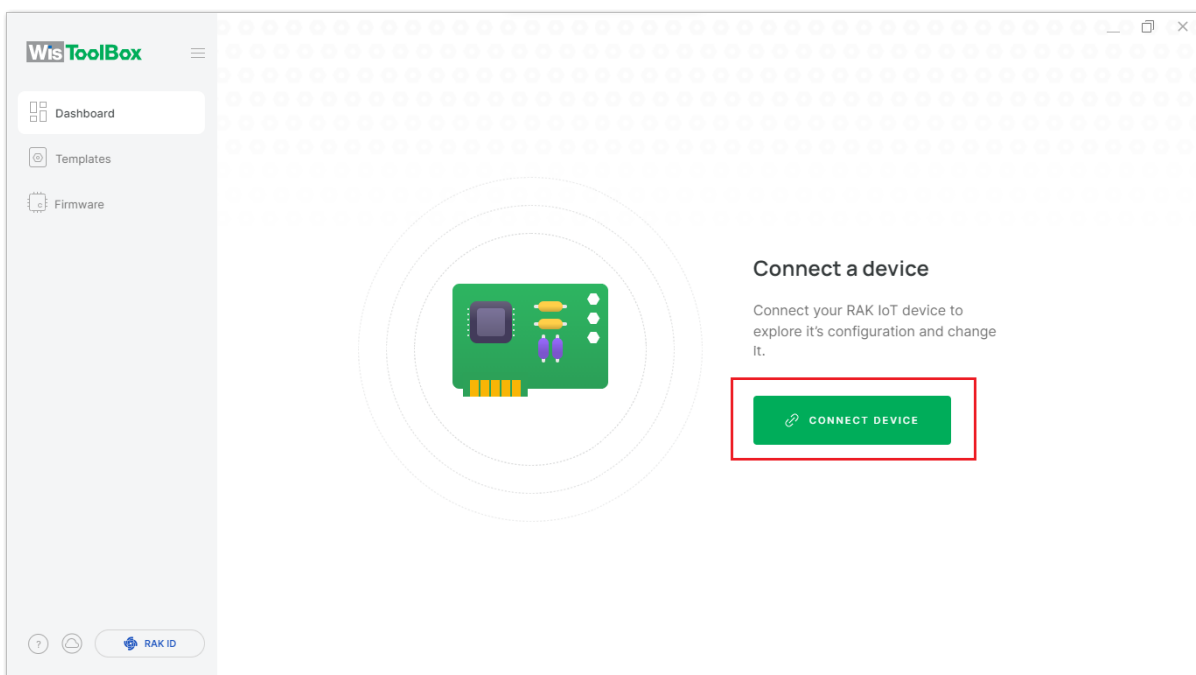 WisToolBox
Dashboard
Templates
Firmware
Connect a device
Connect your RAK IoT device to
explore it's configuration and change
It.
CONNECT DEVICE
? RAK ID